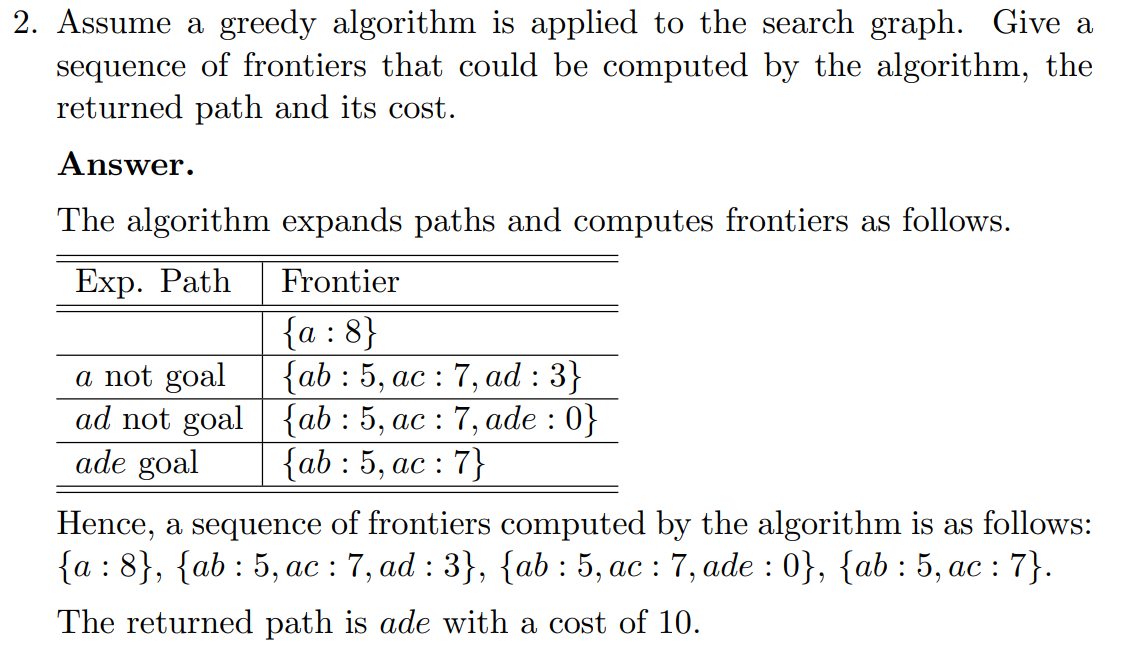 2. Assume a greedy algorithm is applied to the search graph. Give a
sequence of frontiers that could be computed by the algorithm, the
returned path and its cost.
Answer.
The algorithm expands paths and computes frontiers as follows.
Exp. Path Frontier
{a : 8}
a not goal {ab : 5, ac : 7, ad : 3}
ad not goal {ab : 5, ac : 7, ade : 0}
ade goal {ab : 5, ac : 7}
Hence, a sequence of frontiers computed by the algorithm is as follows:
{a : 8}, {ab : 5, ac : 7, ad : 3}, {ab : 5, ac : 7, ade : 0}, {ab : 5, ac : 7}.
The returned path is ade with a cost of 10.